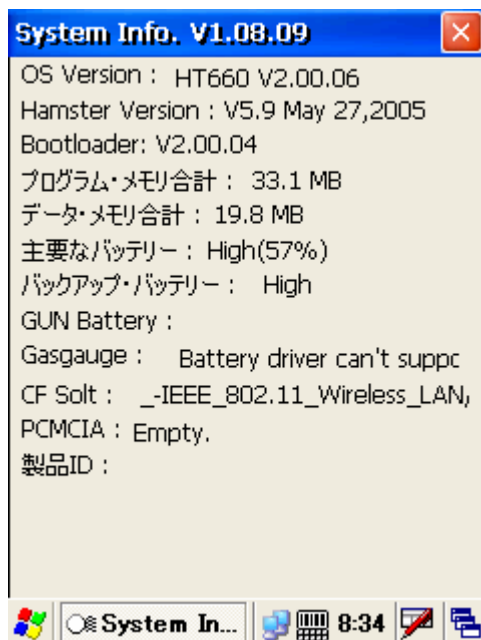 System Info. V1.08.09
OS Version : HT660 V2.00.06
Hamster Version : V5.9 May 27,2005
Bootloader: V2.00.04
プログラム・メモリ合計 : 33.1 MB
データ・メモリ合計 : 19.8 MB
主要なバッテリー : High(57%)
バックアップ・バッテリー : High
GUN Battery :
Gasgauge : Battery driver can't suppc
CF Solt : _-IEEE_802.11_Wireless_LAN,
PCMCIA : Empty.
製品ID :
System In... 8:34